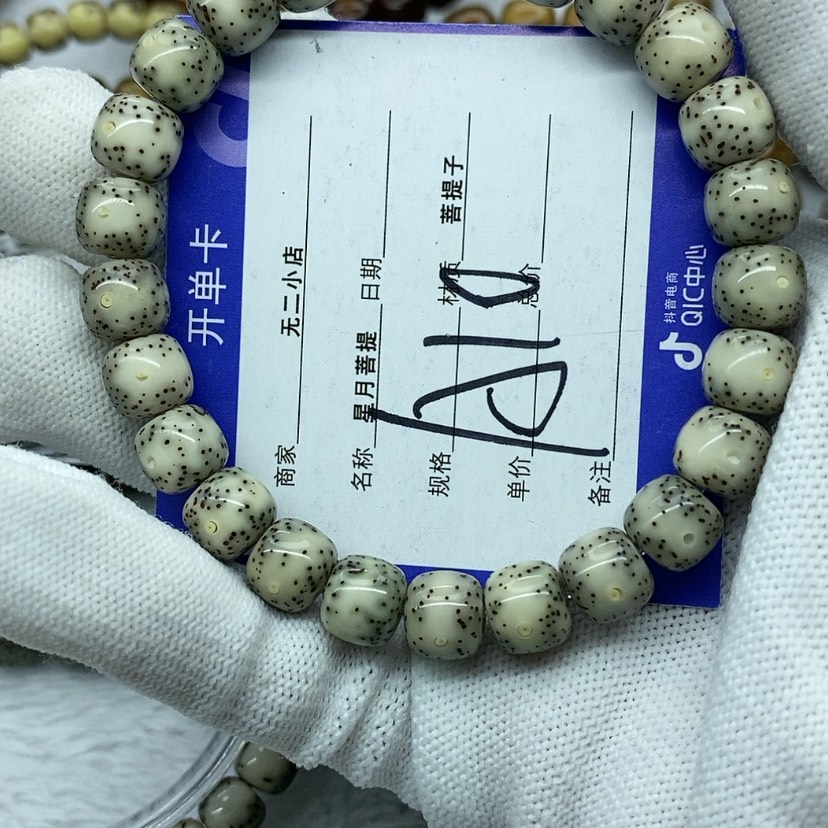 开单卡
商家 无二小店
名称 星月菩提 日期
规格 材质 菩提子
单价 总价
备注
A10
抖音电商
QIC中心